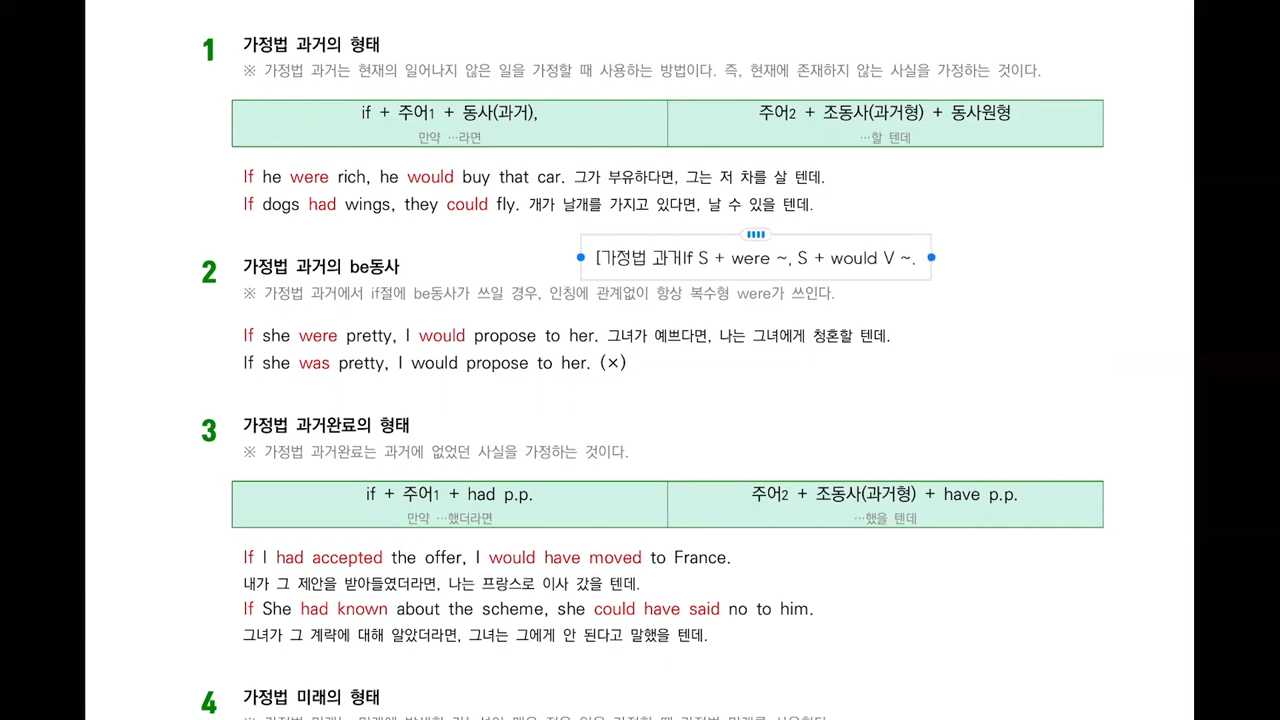 1 가정법 과거의 형태
※ 가정법 과거는 현재의 일어나지 않은 일을 가정할 때 사용하는 방법이다. 즉, 현재에 존재하지 않는 사실을 가정하는 것이다.
if + 주어1 + 동사(과거), 주어2 + 조동사(과거형) + 동사원형
만약 …라면 …할 텐데
If he were rich, he would buy that car. 그가 부유하다면, 그는 저 차를 살 텐데.
If dogs had wings, they could fly. 개가 날개를 가지고 있다면, 날 수 있을 텐데.
[가정법 과거If S + were ~, S + would V ~.
2 가정법 과거의 be동사
※ 가정법 과거에서 if절에 be동사가 쓰일 경우, 인칭에 관계없이 항상 복수형 were가 쓰인다.
If she were pretty, I would propose to her. 그녀가 예쁘다면, 나는 그녀에게 청혼할 텐데.
If she was pretty, I would propose to her. (×)
3 가정법 과거완료의 형태
※ 가정법 과거완료는 과거에 없었던 사실을 가정하는 것이다.
if + 주어1 + had p.p. 주어2 + 조동사(과거형) + have p.p.
만약 …했더라면 …했을 텐데
If I had accepted the offer, I would have moved to France.
내가 그 제안을 받아들였더라면, 나는 프랑스로 이사 갔을 텐데.
If She had known about the scheme, she could have said no to him.
그녀가 그 계략에 대해 알았더라면, 그녀는 그에게 안 된다고 말했을 텐데.
4 가정법 미래의 형태